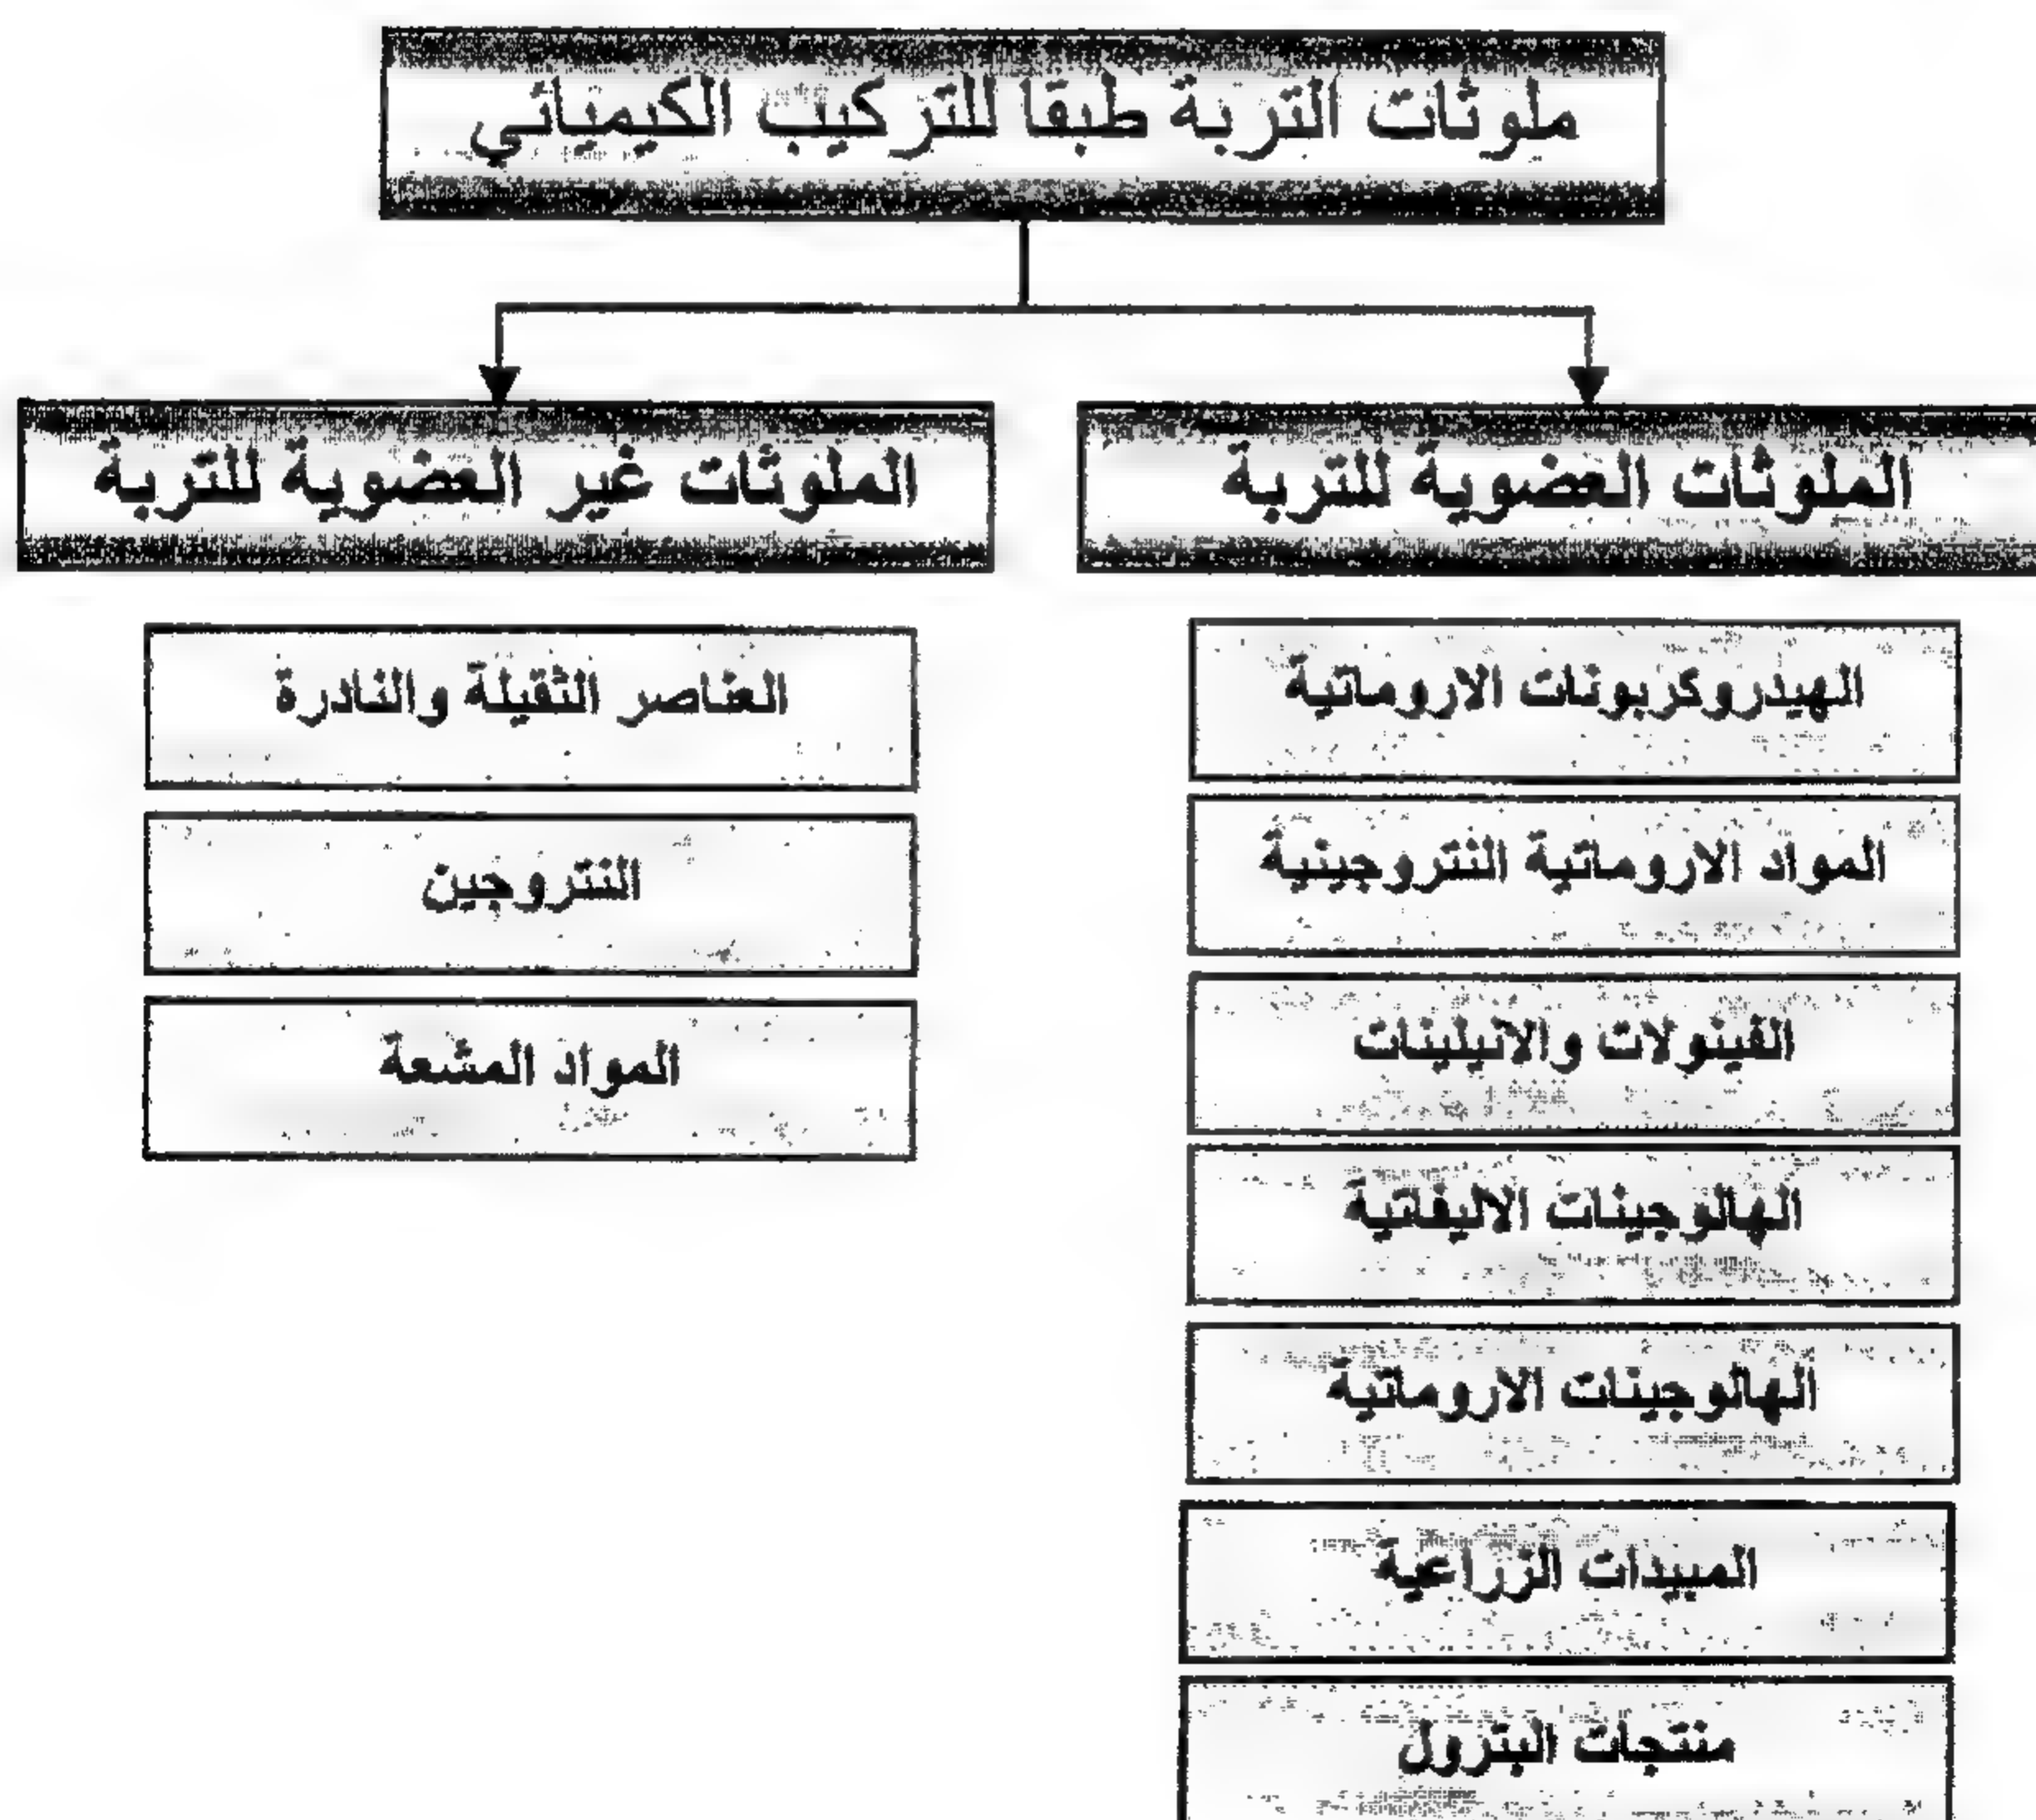 ملوثات التربة طبقا للتركيب الكيميائي
الملوثات العضوية للتربة
الملوثات غير العضوية للتربة
الهيدروكربونات الاروماتية
المواد الاروماتية النتروجينية
الفينولات والانيلينات
الهالوجينات الاليفاتية
الهالوجينات الاروماتية
المبيدات الزراعية
منتجات البترول
العناصر الثقيلة والنادرة
النتروجين
المواد المشعة